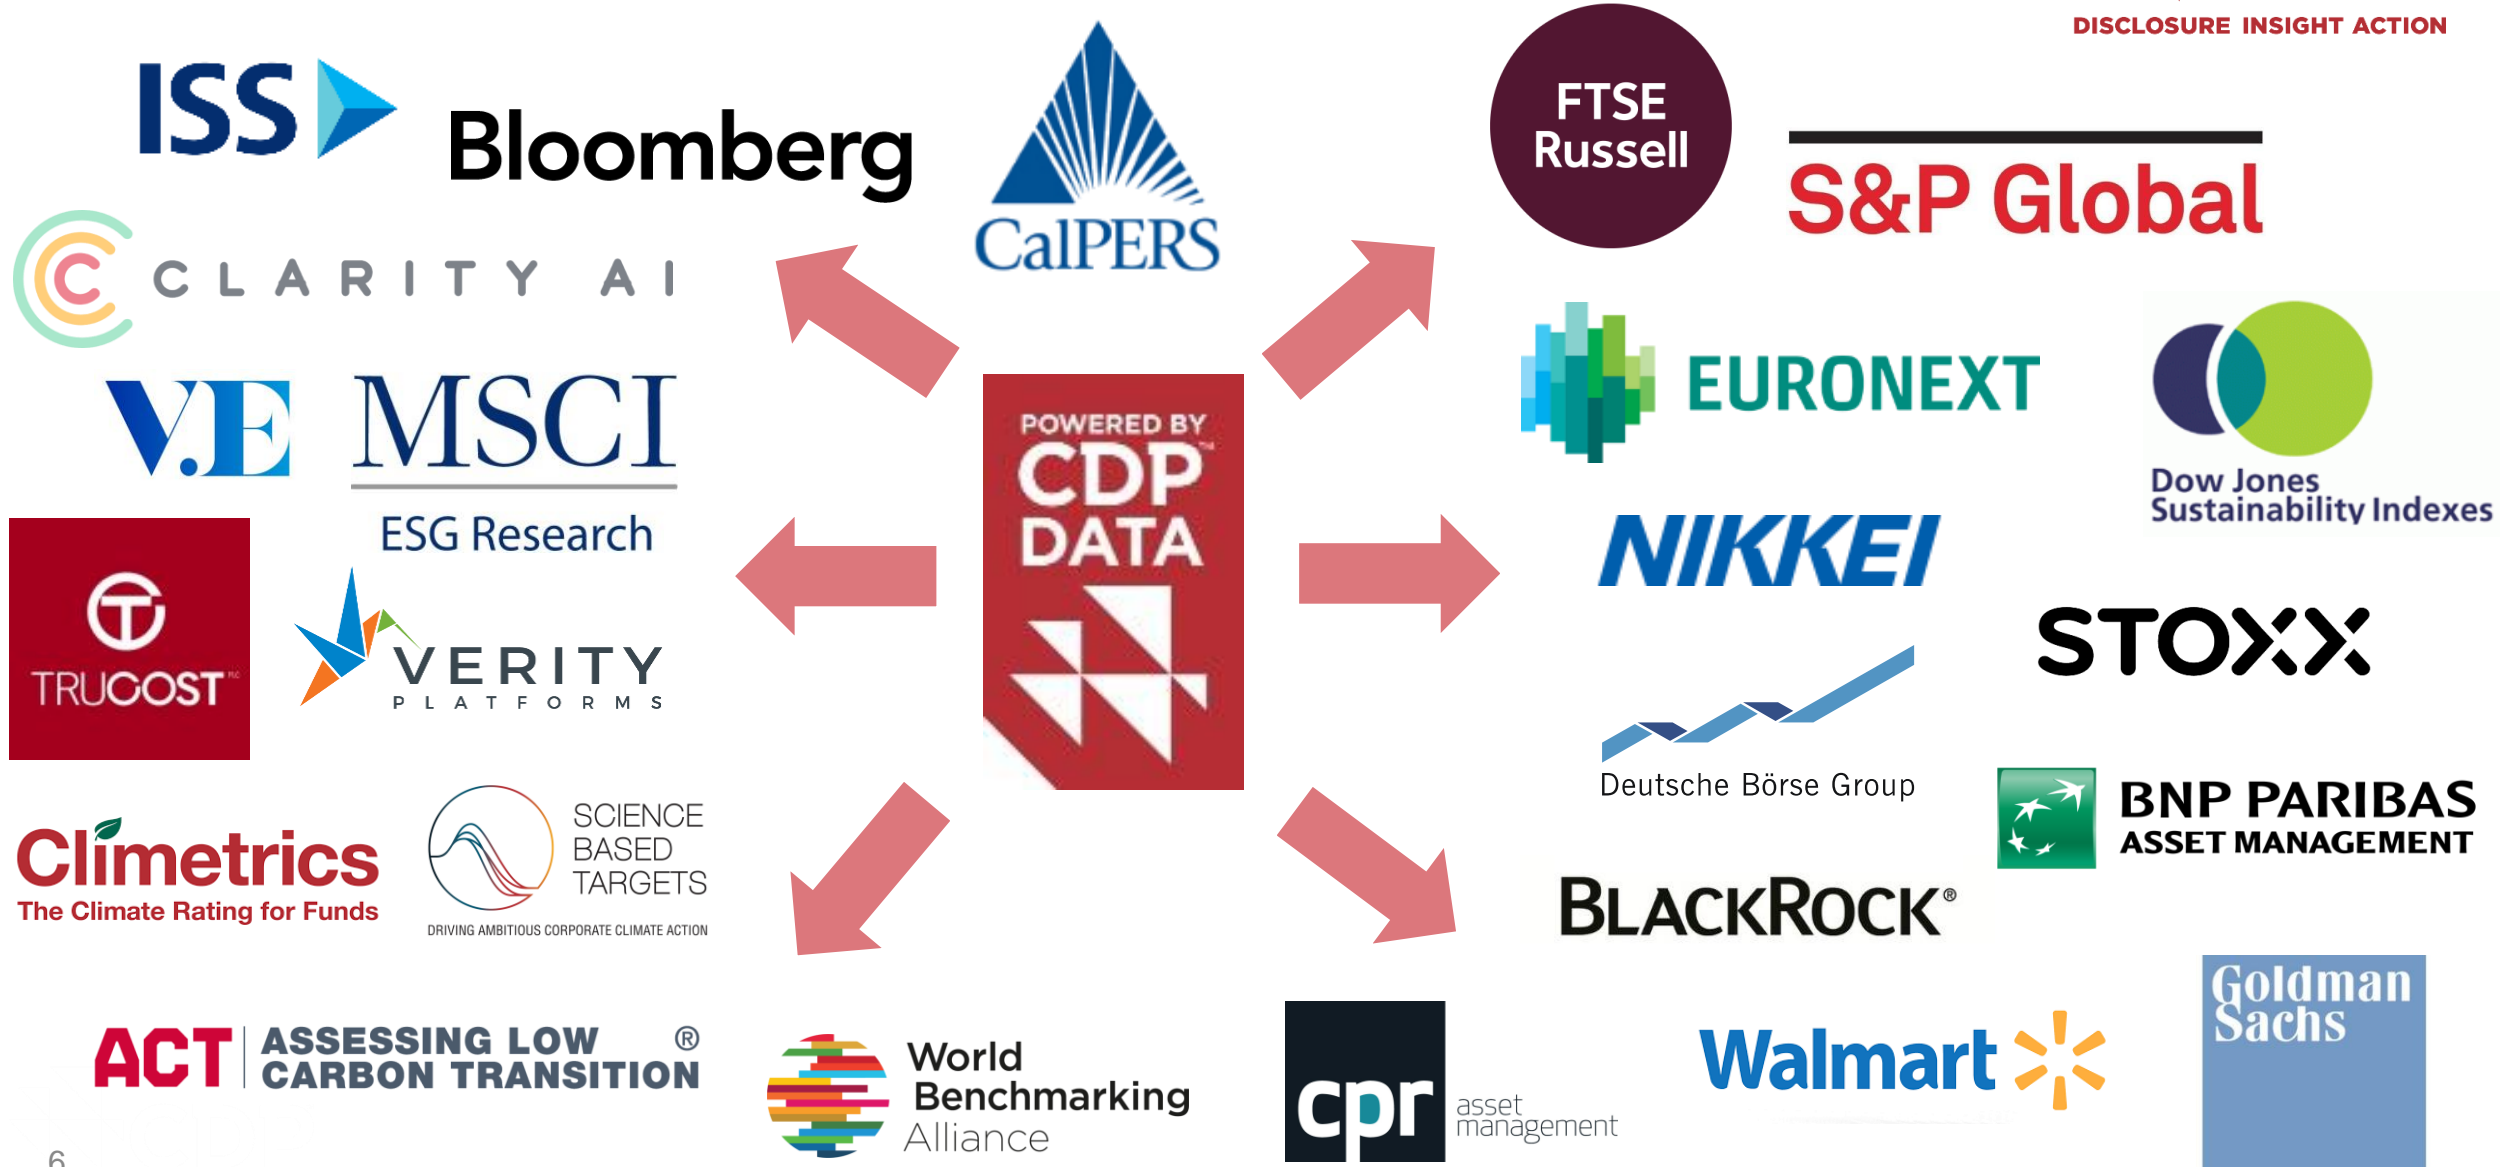 DISCLOSURE INSIGHT ACTION
ISS
Bloomberg
CalPERS
FTSE
Russell
S&P Global
CLARITY AI
EURONEXT
Dow Jones
Sustainability Indexes
V.E
MSCI
ESG Research
POWERED BY
CDP™
DATA
NIKKEI
TRUCOST PLC
VERITY
PLATFORMS
STOXX
Deutsche Börse Group
BNP PARIBAS
ASSET MANAGEMENT
Climetrics
The Climate Rating for Funds
SCIENCE
BASED
TARGETS
DRIVING AMBITIOUS CORPORATE CLIMATE ACTION
BLACKROCK®
Goldman
Sachs
ACT
ASSESSING LOW ®
CARBON TRANSITION
World
Benchmarking
Alliance
cpr
asset
management
Walmart
6